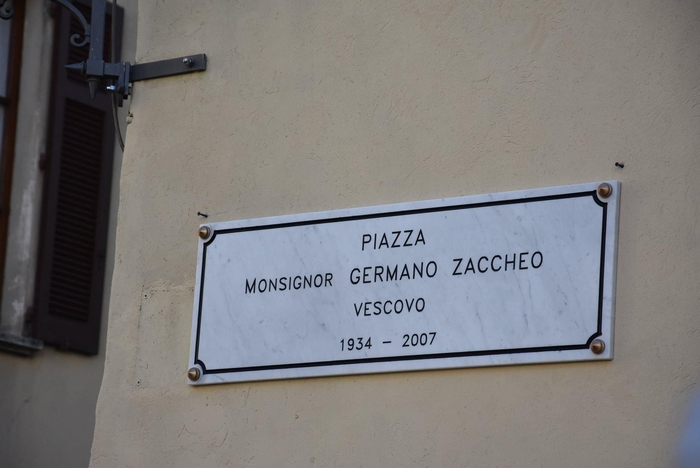 PIAZZA
MONSIGNOR GERMANO ZACCHEO
VESCOVO
1934 - 2007